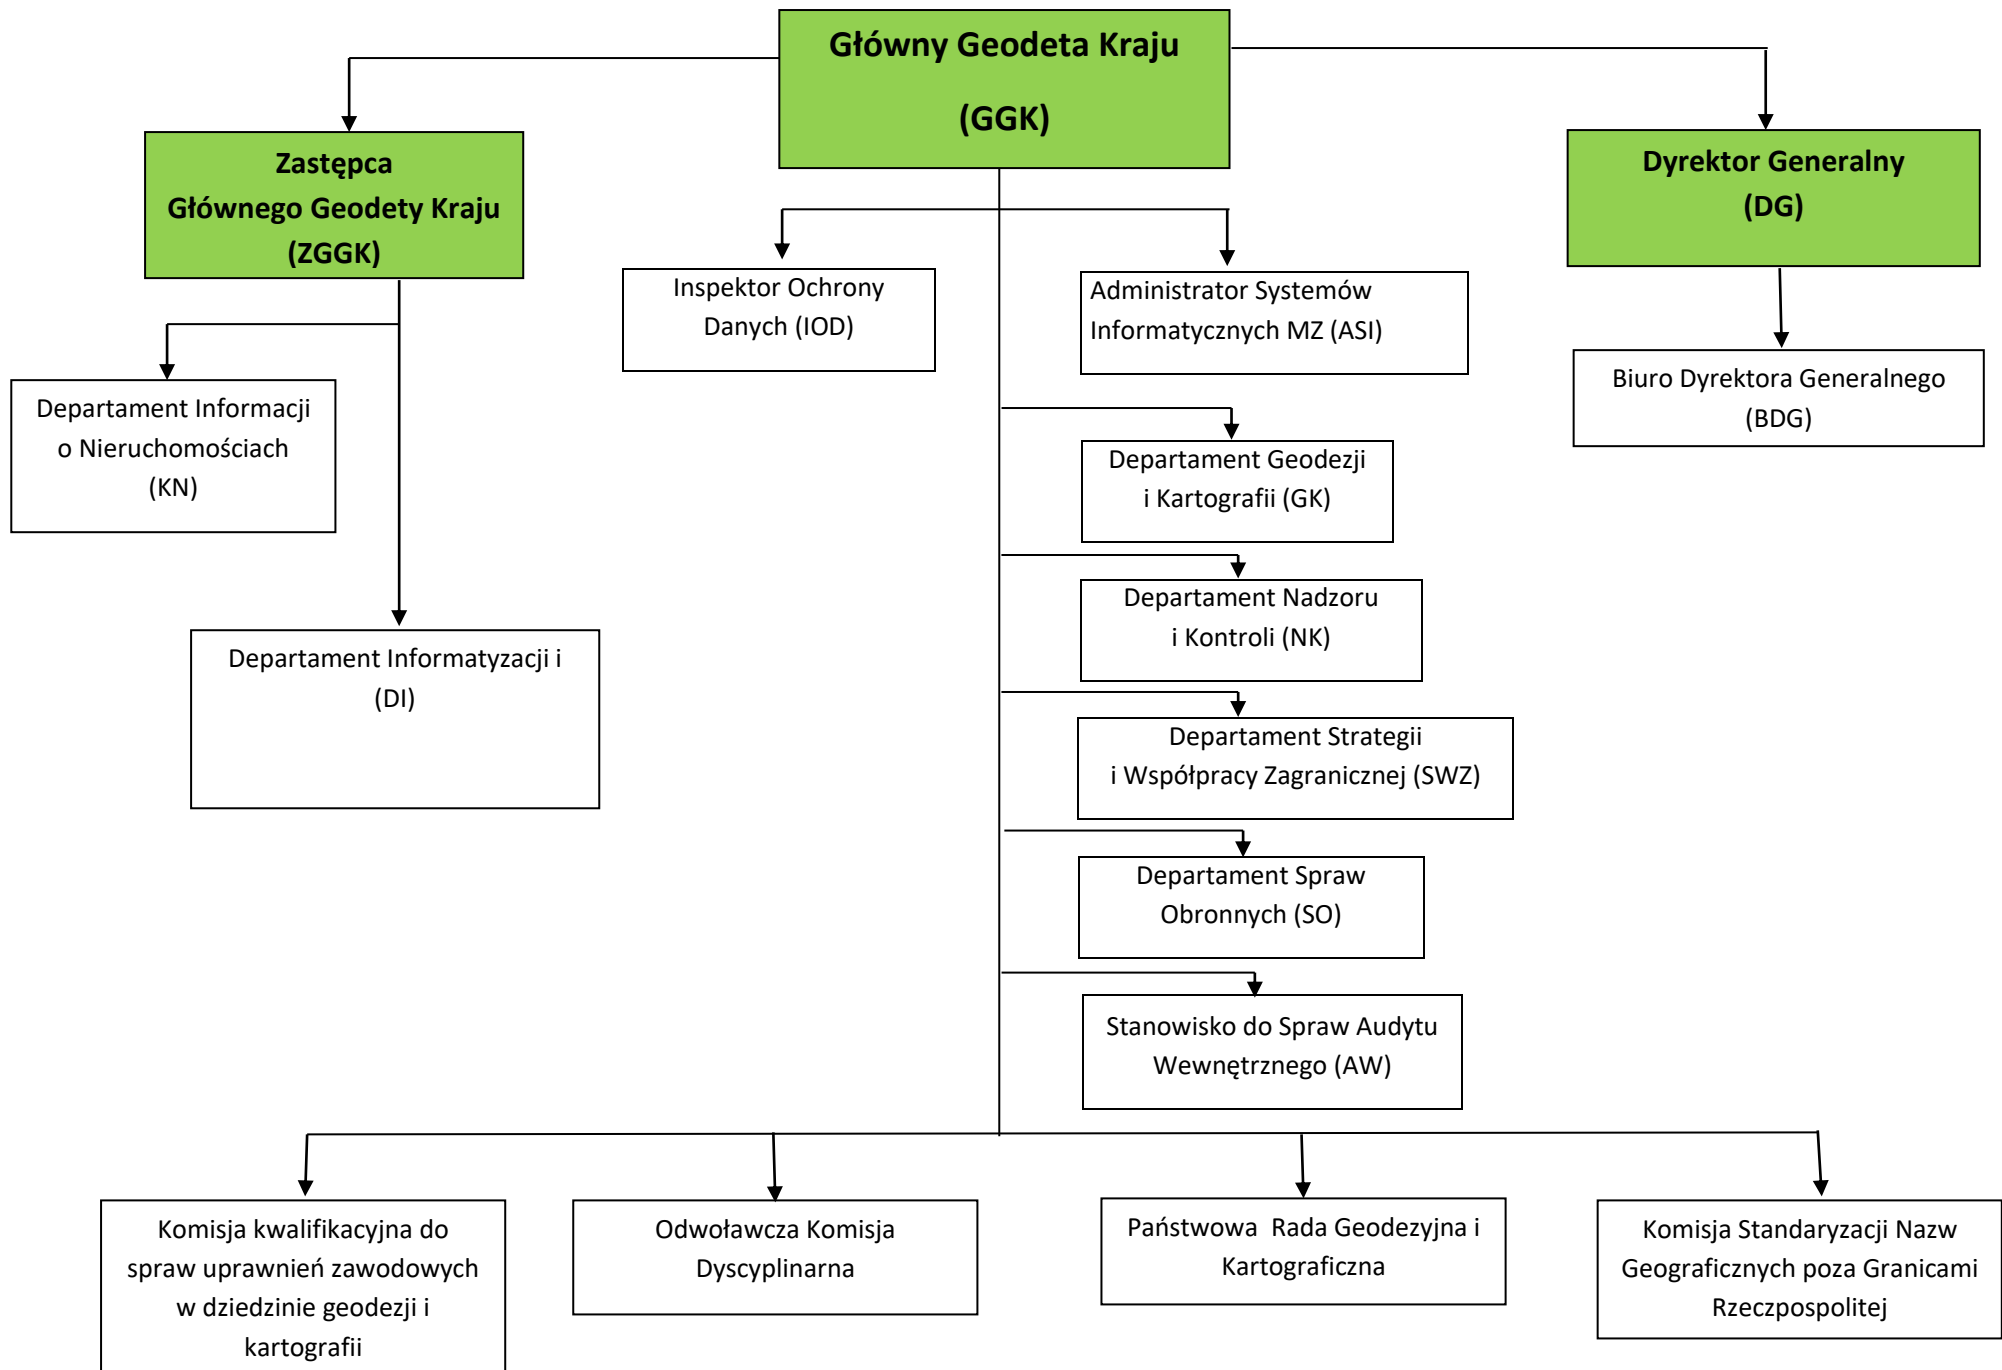 Główny Geodeta Kraju
(GGK)
Zastępca
Głównego Geodety Kraju
(ZGGK)
Dyrektor Generalny
(DG)
Inspektor Ochrony
Danych (IOD)
Administrator Systemów
Informatycznych MZ (ASI)
Biuro Dyrektora Generalnego
(BDG)
Departament Informacji
o Nieruchomościach
(KN)
Departament Geodezji
i Kartografii (GK)
Departament Nadzoru
i Kontroli (NK)
Departament Informatyzacji i
(DI)
Departament Strategii
i Współpracy Zagranicznej (SWZ)
Departament Spraw
Obronnych (SO)
Stanowisko do Spraw Audytu
Wewnętrznego (AW)
Komisja kwalifikacyjna do
spraw uprawnień zawodowych
w dziedzinie geodezji i
kartografii
Odwoławcza Komisja
Dyscyplinarna
Państwowa  Rada Geodezyjna i
Kartograficzna
Komisja Standaryzacji Nazw
Geograficznych poza Granicami
Rzeczpospolitej